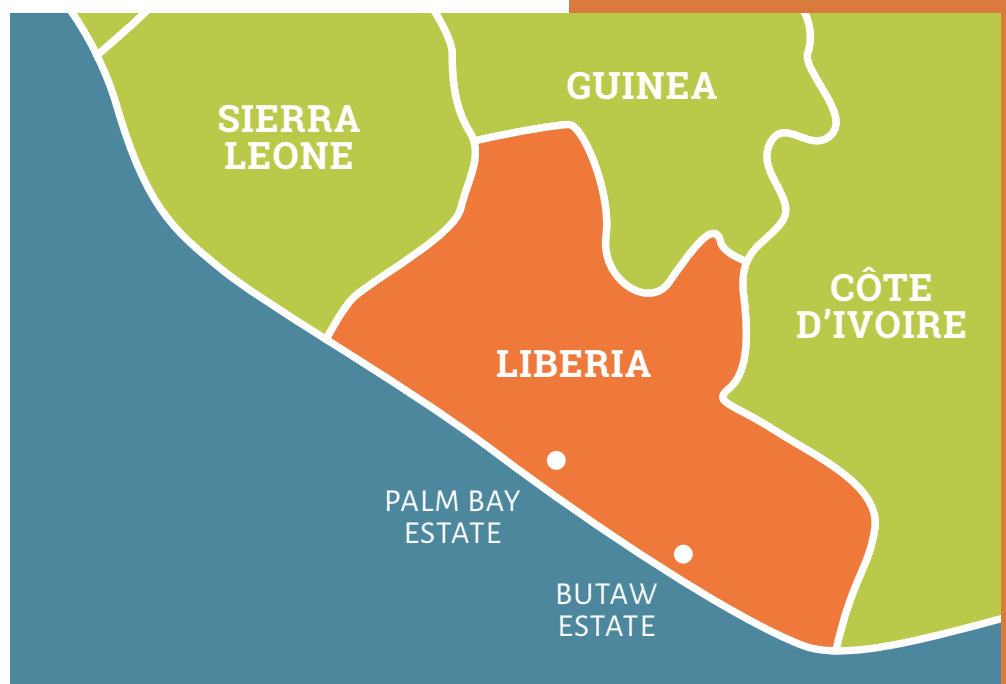 GUINEA
SIERRA
LEONE
CÔTE
D’IVOIRE
LIBERIA
PALM BAY
ESTATE
BUTAW
ESTATE